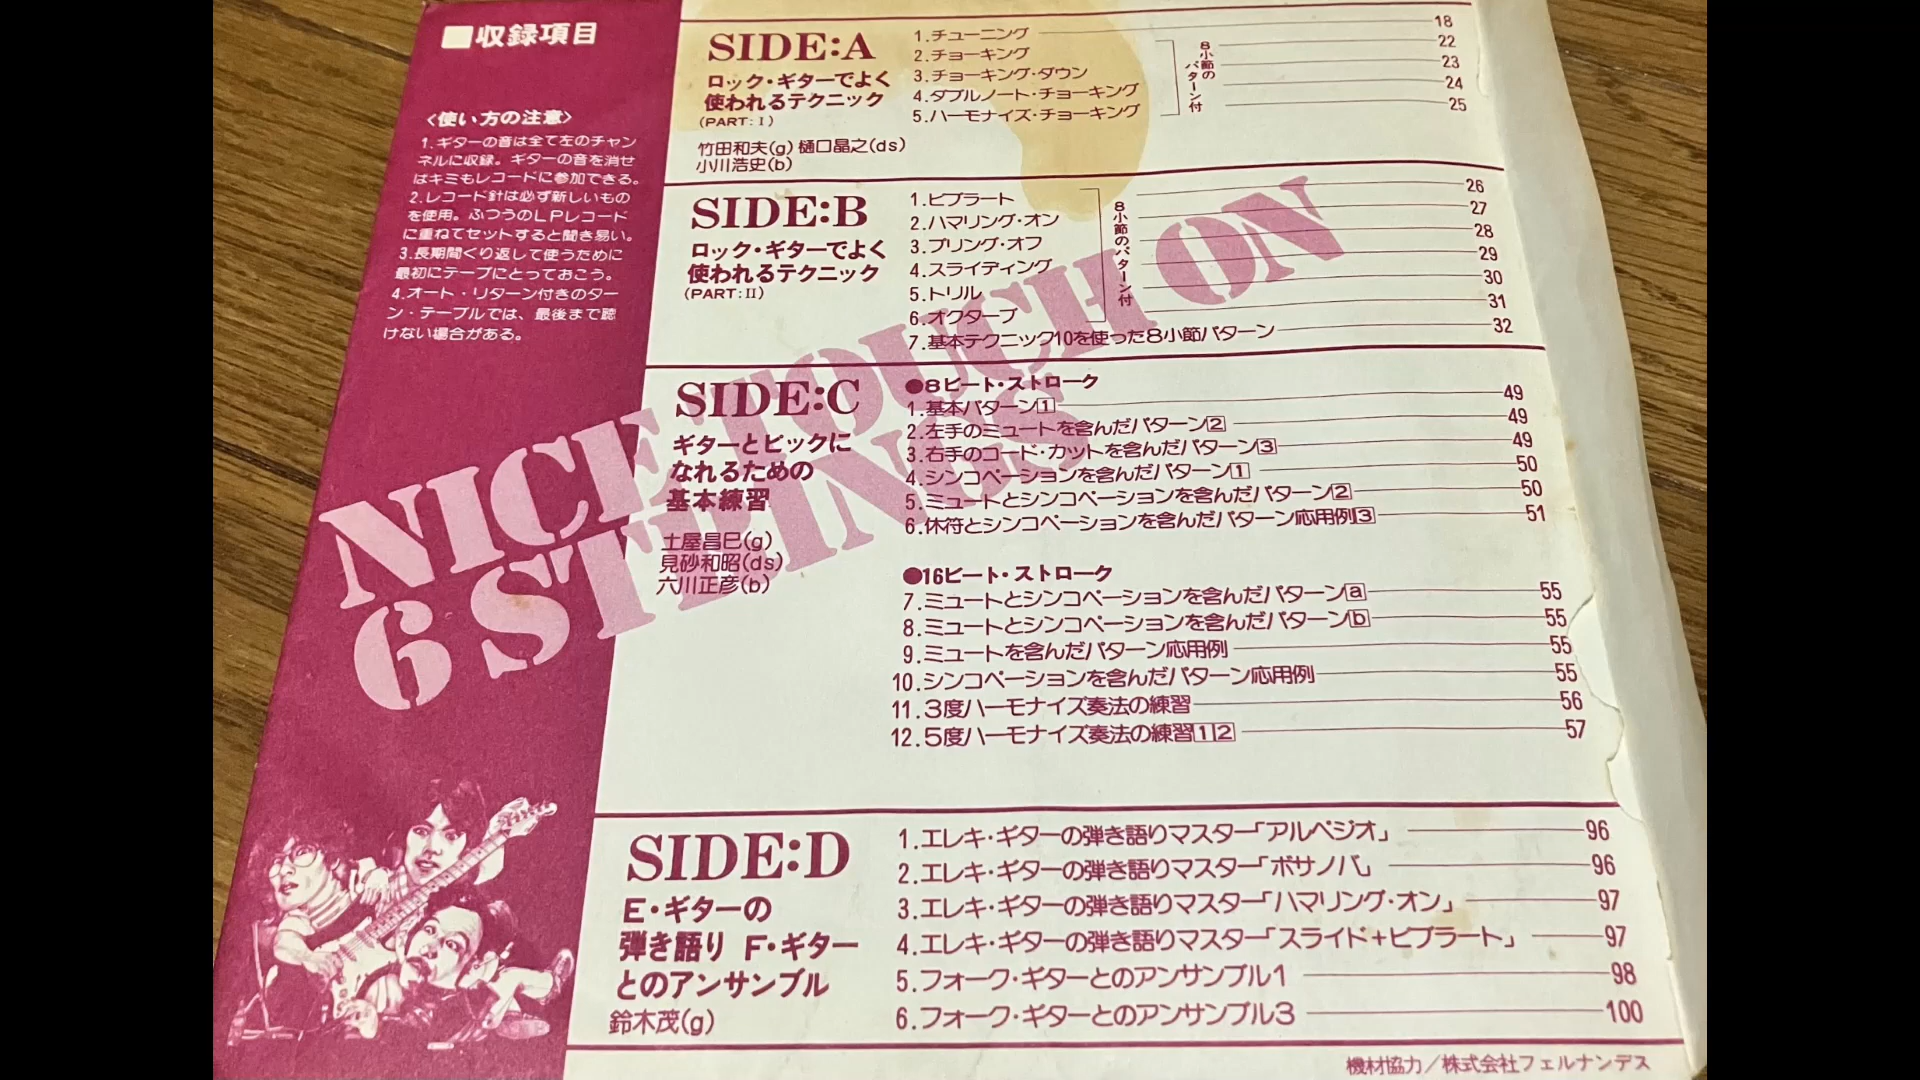 ■収録項目
〈使い方の注意〉
1.ギターの音は全て左のチャン
ネルに収録。ギターの音を消せ
はキミもレコードに参加できる。
2.レコード針は必ず新しいもの
を使用。ふつうのLPレコード
に重ねてセットすると聞き易い。
3.長期間くり返して使うために
最初にテープにとっておこう。
4.オート・リターン付きのター
ン・テーブルでは、最後まで聴
けない場合がある。
NICE TOUCH ON
6 STRINGS
SIDE:A
ロック・ギターでよく
使われるテクニック
(PART:I)
竹田和夫(g) 樋口晶之(ds)
小川浩史(b)
1.チューニング 18
2.チョーキング 22
3.チョーキング・ダウン 23
4.ダブルノート・チョーキング 24
5.ハーモナイズ・チョーキング 25
8小節のパターン付
SIDE:B
ロック・ギターでよく
使われるテクニック
(PART:II)
1.ビブラート 26
2.ハマリング・オン 27
3.プリング・オフ 28
4.スライディング 29
5.トリル 30
6.オクターブ 31
7.基本テクニック10を使った8小節パターン 32
8小節のパターン付
SIDE:C
ギターとピックに
なれるための
基本練習
土屋昌巳(g)
見砂和昭(ds)
六川正彦(b)
●8ビート・ストローク
1.基本パターン1 49
2.左手のミュートを含んだパターン2 49
3.右手のコード・カットを含んだパターン3 49
4.シンコペーションを含んだパターン1 50
5.ミュートとシンコペーションを含んだパターン2 50
6.休符とシンコペーションを含んだパターン応用例3 51
●16ビート・ストローク
7.ミュートとシンコペーションを含んだパターンa 55
8.ミュートとシンコペーションを含んだパターンb 55
9.ミュートを含んだパターン応用例 55
10.シンコペーションを含んだパターン応用例 55
11.3度ハーモナイズ奏法の練習 56
12.5度ハーモナイズ奏法の練習12 57
SIDE:D
E・ギターの
弾き語り F・ギター
とのアンサンブル
鈴木茂(g)
1.エレキ・ギターの弾き語りマスター「アルペジオ」 96
2.エレキ・ギターの弾き語りマスター「ボサノバ」 96
3.エレキ・ギターの弾き語りマスター「ハマリング・オン」 97
4.エレキ・ギターの弾き語りマスター「スライド+ビブラート」 97
5.フォーク・ギターとのアンサンブル1 98
6.フォーク・ギターとのアンサンブル3 100
機材協力/株式会社フェルナンデス